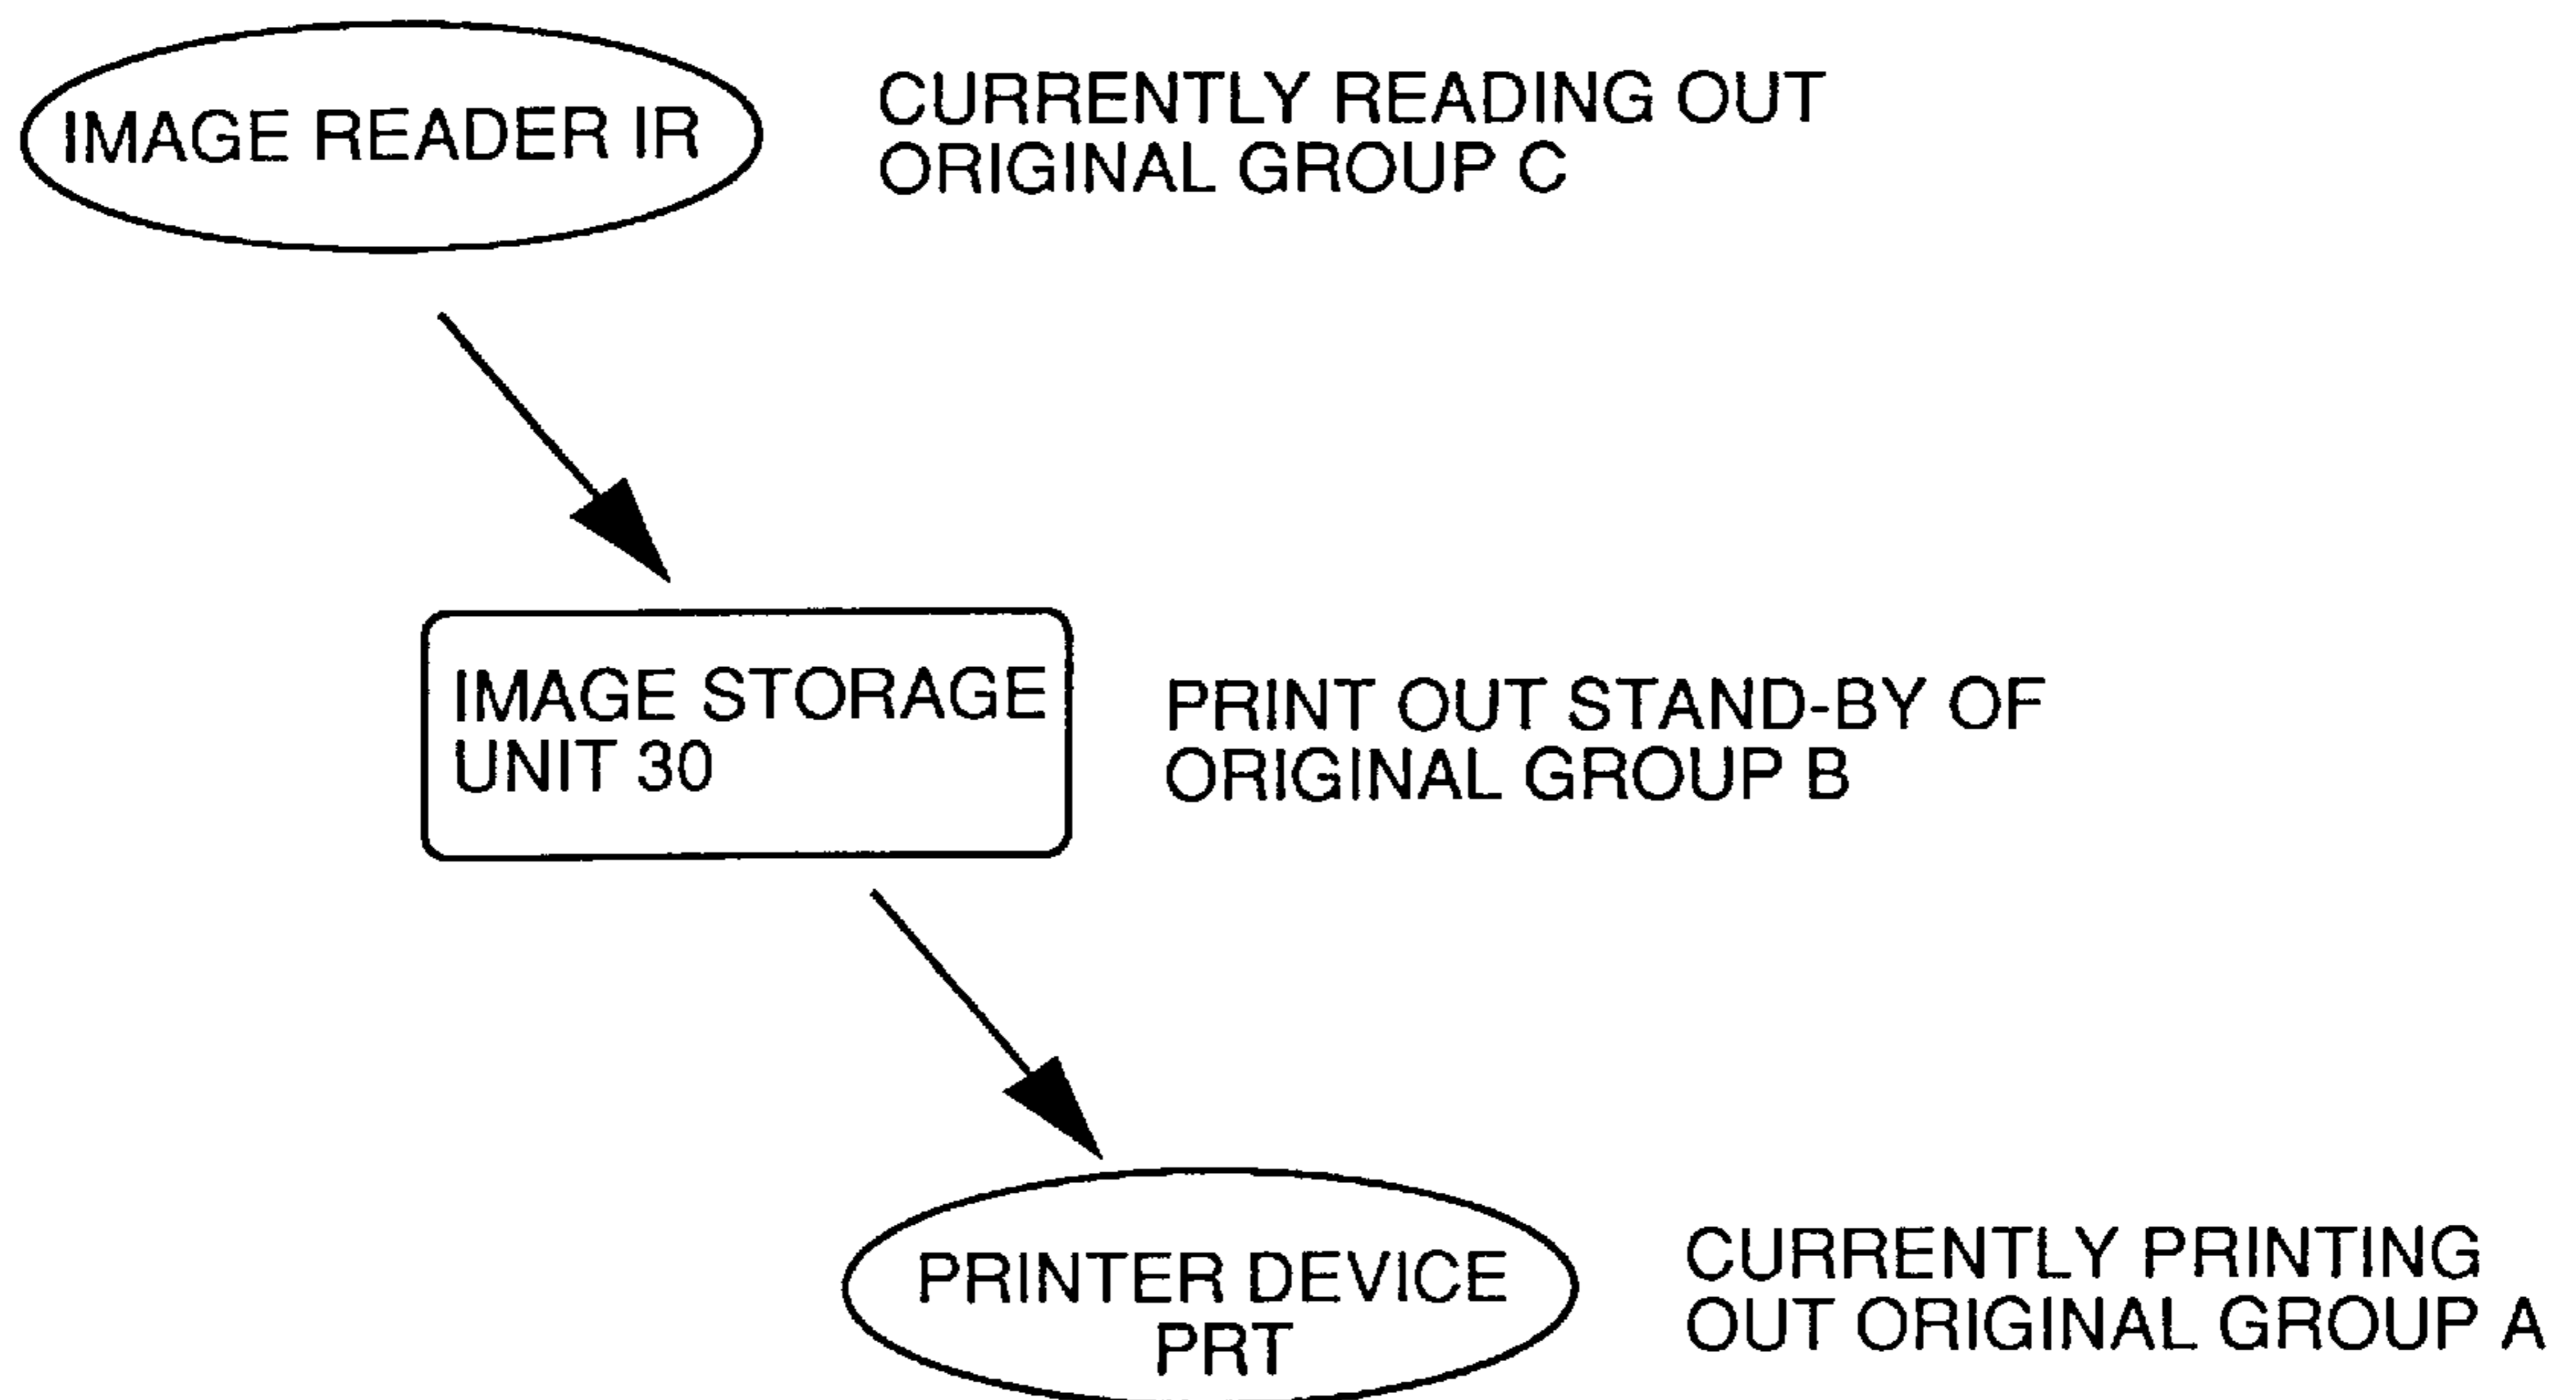 IMAGE READER IR
CURRENTLY READING OUT
ORIGINAL GROUP C
IMAGE STORAGE
UNIT 30
PRINT OUT STAND-BY OF
ORIGINAL GROUP B
PRINTER DEVICE
PRT
CURRENTLY PRINTING
OUT ORIGINAL GROUP A